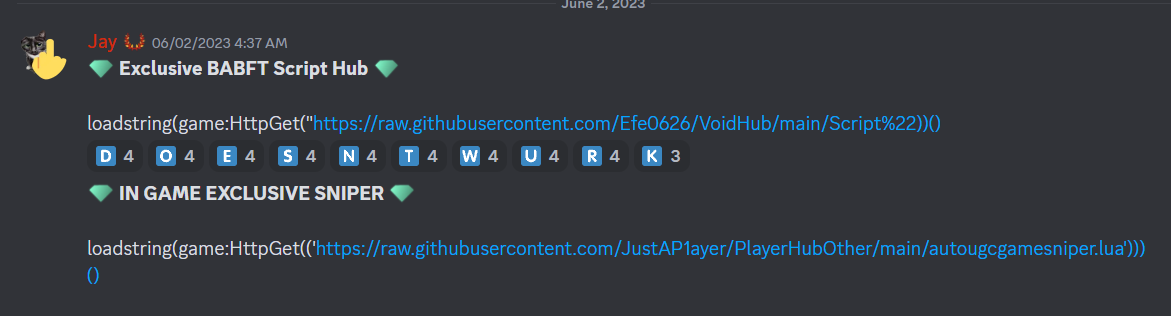 June 2, 2023
Jay 06/02/2023 4:37 AM
Exclusive BABFT Script Hub
loadstring(game:HttpGet("https://raw.githubusercontent.com/Efe0626/VoidHub/main/Script%22))()
D 4 O 4 E 4 S 4 N 4 T 4 W 4 U 4 R 4 K 3
IN GAME EXCLUSIVE SNIPER
loadstring(game:HttpGet(('https://raw.githubusercontent.com/JustAP1ayer/PlayerHubOther/main/autougcgamesniper.lua')))
()